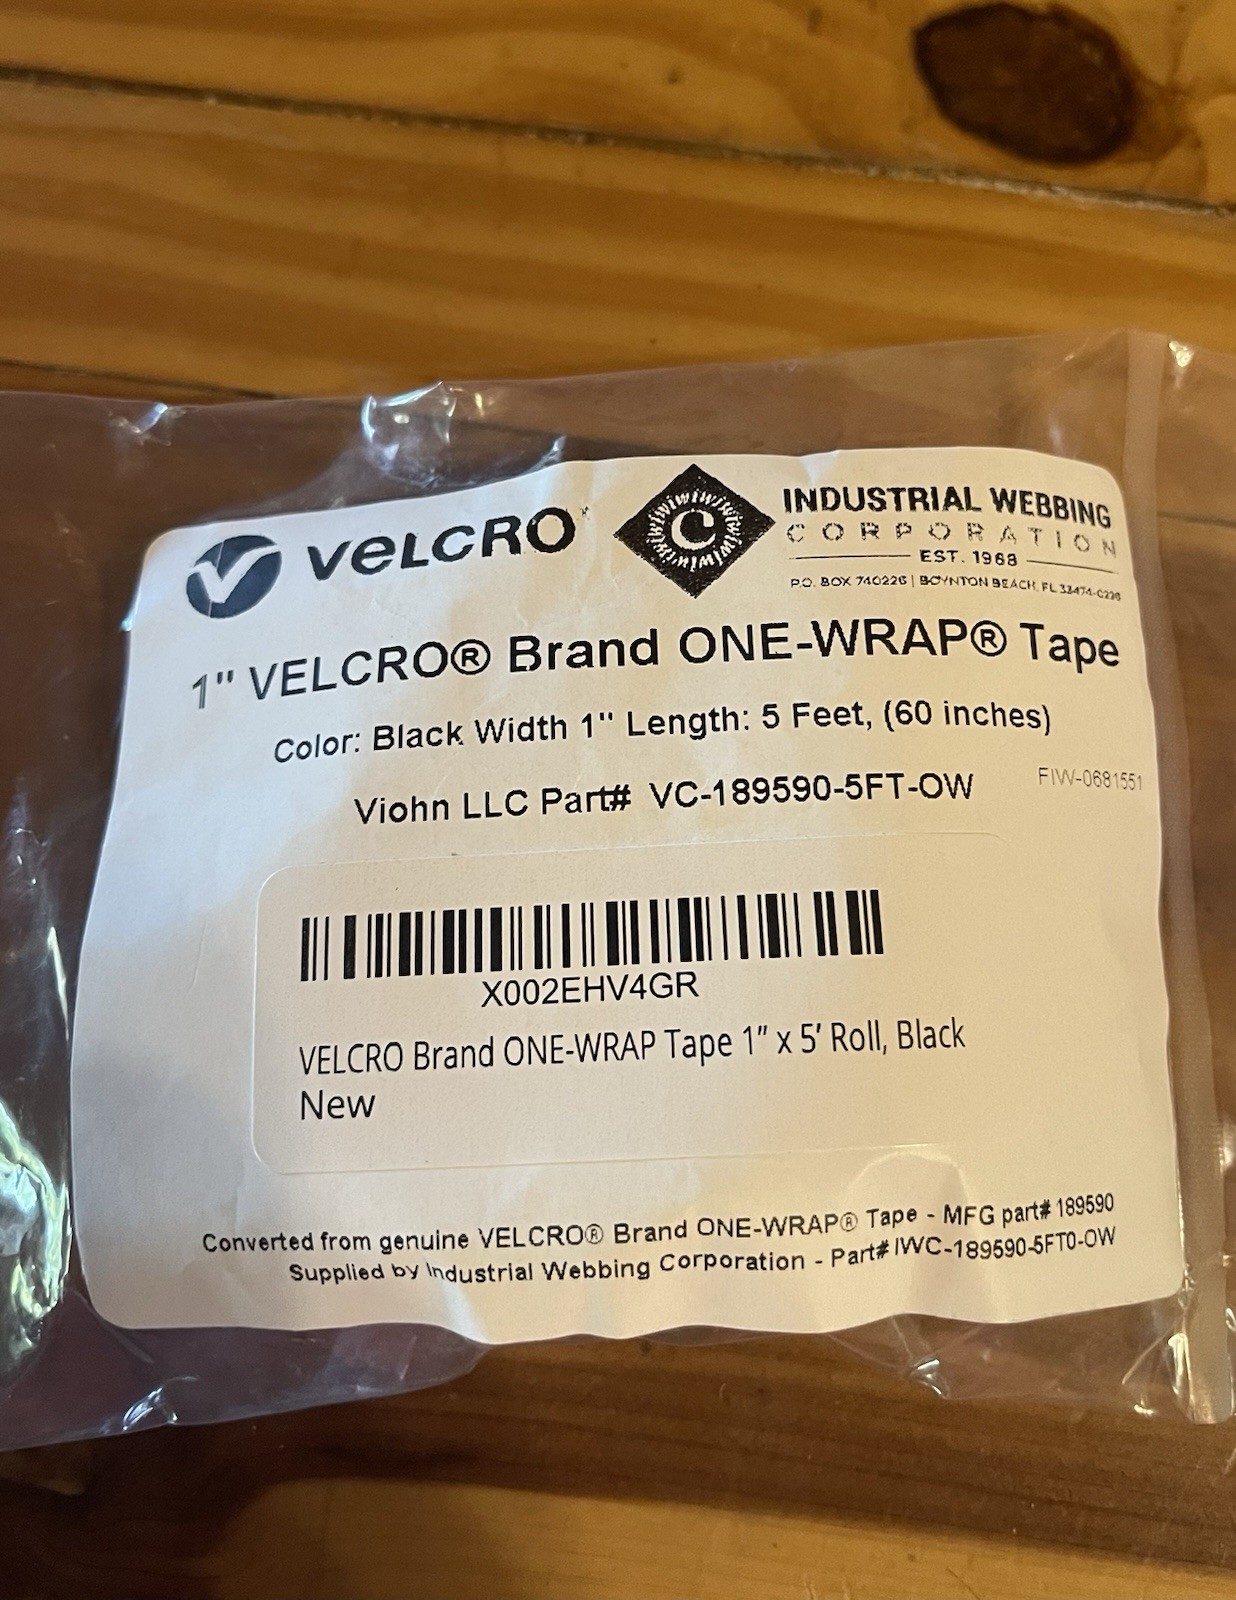 VELCRO
INDUSTRIAL WEBBING
CORPORATION
EST. 1968
P.O. BOX 740226 | BOYNTON BEACH, FL 33474-0226
1" VELCRO® Brand ONE-WRAP® Tape
Color: Black Width 1" Length: 5 Feet, (60 inches)
FIW-0681551
Viohn LLC Part# VC-189590-5FT-OW
X002EHV4GR
VELCRO Brand ONE-WRAP Tape 1” x 5’ Roll, Black
New
Converted from genuine VELCRO® Brand ONE-WRAP® Tape - MFG part# 189590
Supplied by Industrial Webbing Corporation - Part# IWC-189590-5FT0-OW